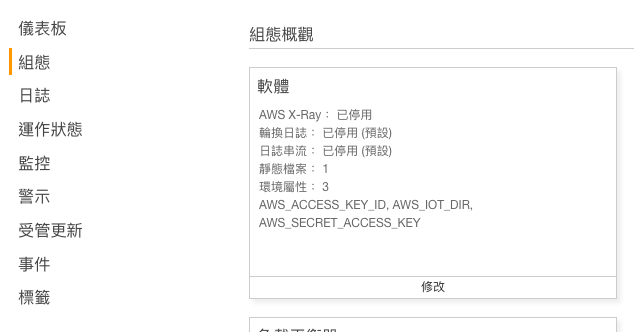 儀表板
組態
日誌
運作狀態
監控
警示
受管更新
事件
標籤
組態概觀
軟體
AWS X-Ray： 已停用
輪換日誌： 已停用 (預設)
日誌串流： 已停用 (預設)
靜態檔案： 1
環境屬性： 3
AWS_ACCESS_KEY_ID, AWS_IOT_DIR,
AWS_SECRET_ACCESS_KEY
修改